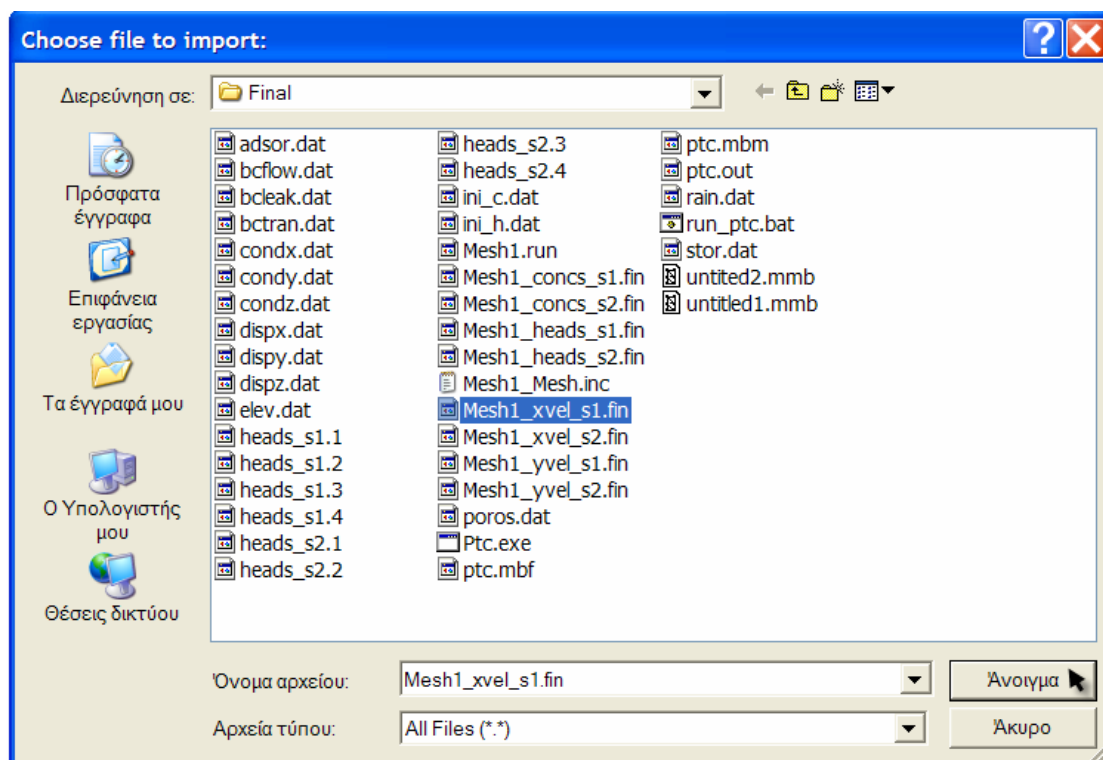 Choose file to import:
Διερεύνηση σε:
Final
Πρόσφατα
έγγραφα
Επιφάνεια
εργασίας
Τα έγγραφά μου
Ο Υπολογιστής
μου
Θέσεις δικτύου
adsor.dat
bcflow.dat
bcleak.dat
bctran.dat
condx.dat
condy.dat
condz.dat
dispx.dat
dispy.dat
dispz.dat
elev.dat
heads_s1.1
heads_s1.2
heads_s1.3
heads_s1.4
heads_s2.1
heads_s2.2
heads_s2.3
heads_s2.4
ini_c.dat
ini_h.dat
Mesh1.run
Mesh1_concs_s1.fin
Mesh1_concs_s2.fin
Mesh1_heads_s1.fin
Mesh1_heads_s2.fin
Mesh1_Mesh.inc
Mesh1_xvel_s1.fin
Mesh1_xvel_s2.fin
Mesh1_yvel_s1.fin
Mesh1_yvel_s2.fin
poros.dat
Ptc.exe
ptc.mbf
ptc.mbm
ptc.out
rain.dat
run_ptc.bat
stor.dat
untited2.mmb
untitled1.mmb
Όνομα αρχείου:
Mesh1_xvel_s1.fin
Άνοιγμα
Αρχεία τύπου:
All Files (*.*)
Άκυρο